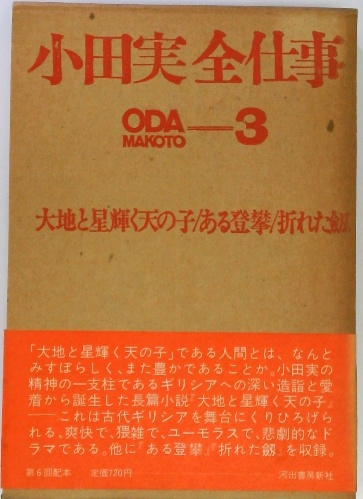 小田実全仕事
ODA
MAKOTO
―3
大地と星輝く天の子/ある登攀/折れた劔
「大地と星輝く天の子」である人間とは、なんと
みすぼらしく、また豊かであることか。小田実の
精神の一支柱であるギリシアへの深い造詣と愛
着から誕生した長篇小説『大地と星輝く天の子』
――これは古代ギリシアを舞台にくりひろげら
れる、爽快で、猥雑で、ユーモラスで、悲劇的なド
ラマである。他に『ある登攀』『折れた劔』を収録。
第6回配本 定価720円 河出書房新社